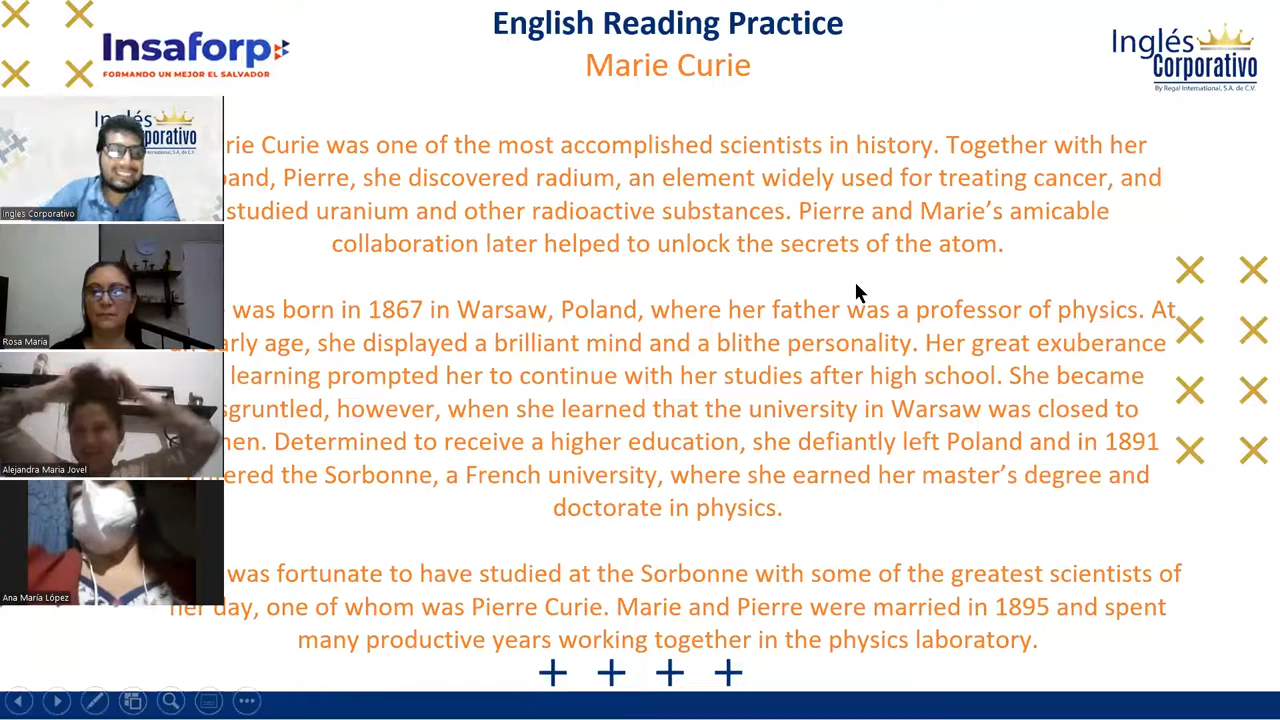 English Reading Practice
Marie Curie
Insaforp
FORMANDO UN MEJOR EL SALVADOR
Inglés
Corporativo
By Regal International, S.A. de C.V.
Inglés
porativo
Ingles Corporativo
Rosa Maria
Alejandra Maria Jovel
Ana María López
rie Curie was one of the most accomplished scientists in history. Together with her
band, Pierre, she discovered radium, an element widely used for treating cancer, and
studied uranium and other radioactive substances. Pierre and Marie’s amicable
collaboration later helped to unlock the secrets of the atom.
was born in 1867 in Warsaw, Poland, where her father was a professor of physics. At
early age, she displayed a brilliant mind and a blithe personality. Her great exuberance
learning prompted her to continue with her studies after high school. She became
sgruntled, however, when she learned that the university in Warsaw was closed to
men. Determined to receive a higher education, she defiantly left Poland and in 1891
entered the Sorbonne, a French university, where she earned her master’s degree and
doctorate in physics.
was fortunate to have studied at the Sorbonne with some of the greatest scientists of
her day, one of whom was Pierre Curie. Marie and Pierre were married in 1895 and spent
many productive years working together in the physics laboratory.